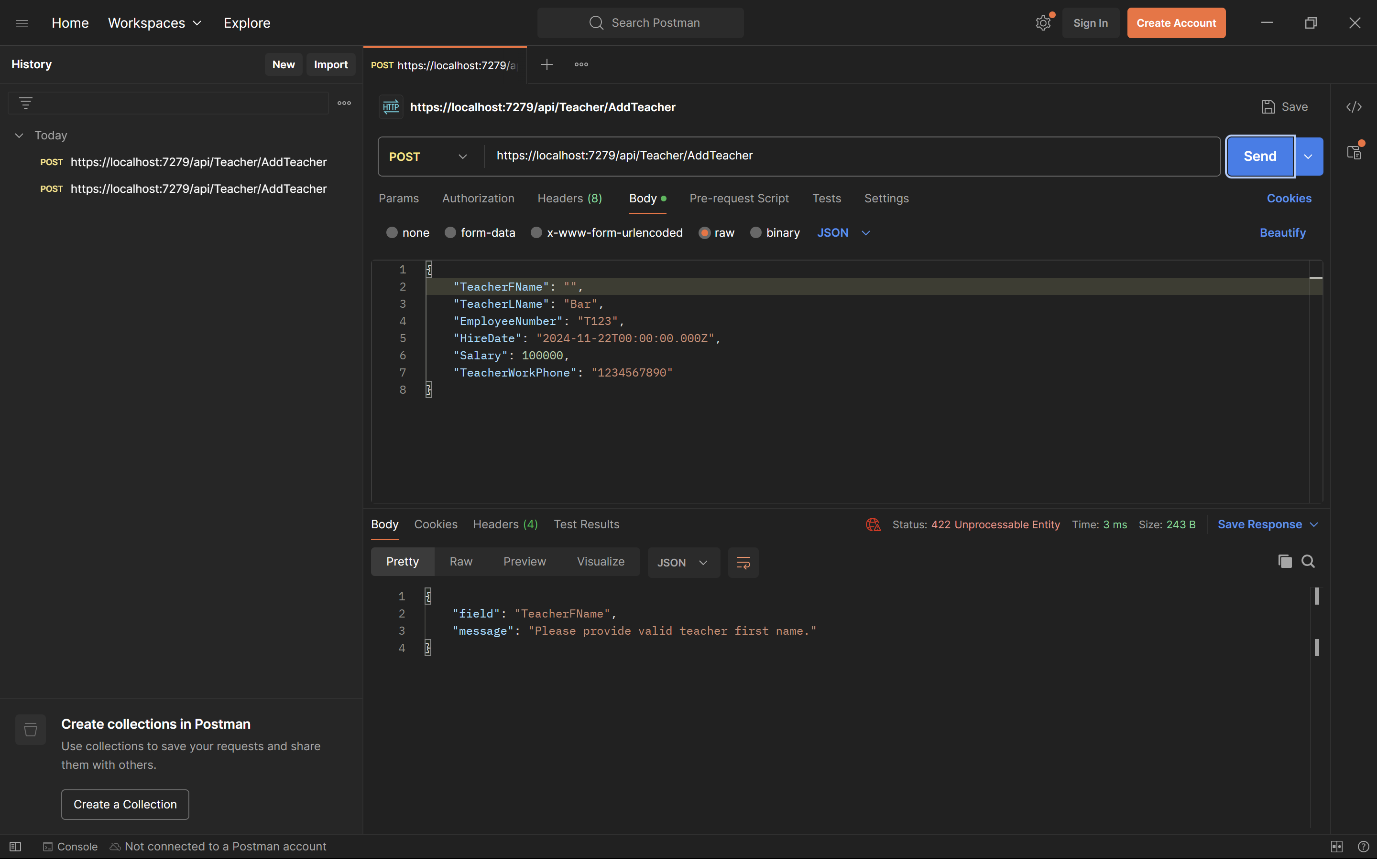 Home Workspaces Explore Search Postman Sign In Create Account
History New Import
POST https://localhost:7279/a
HTTP https://localhost:7279/api/Teacher/AddTeacher Save
Today
POST https://localhost:7279/api/Teacher/AddTeacher
POST https://localhost:7279/api/Teacher/AddTeacher
POST https://localhost:7279/api/Teacher/AddTeacher Send
Params Authorization Headers (8) Body Pre-request Script Tests Settings Cookies
none form-data x-www-form-urlencoded raw binary JSON Beautify
1 {
2 "TeacherFName": "",
3 "TeacherLName": "Bar",
4 "EmployeeNumber": "T123",
5 "HireDate": "2024-11-22T00:00:00.000Z",
6 "Salary": 100000,
7 "TeacherWorkPhone": "1234567890"
8 }
Body Cookies Headers (4) Test Results Status: 422 Unprocessable Entity Time: 3 ms Size: 243 B Save Response
Pretty Raw Preview Visualize JSON
1 {
2 "field": "TeacherFName",
3 "message": "Please provide valid teacher first name."
4 }
Create collections in Postman
Use collections to save your requests and share
them with others.
Create a Collection
Console Not connected to a Postman account